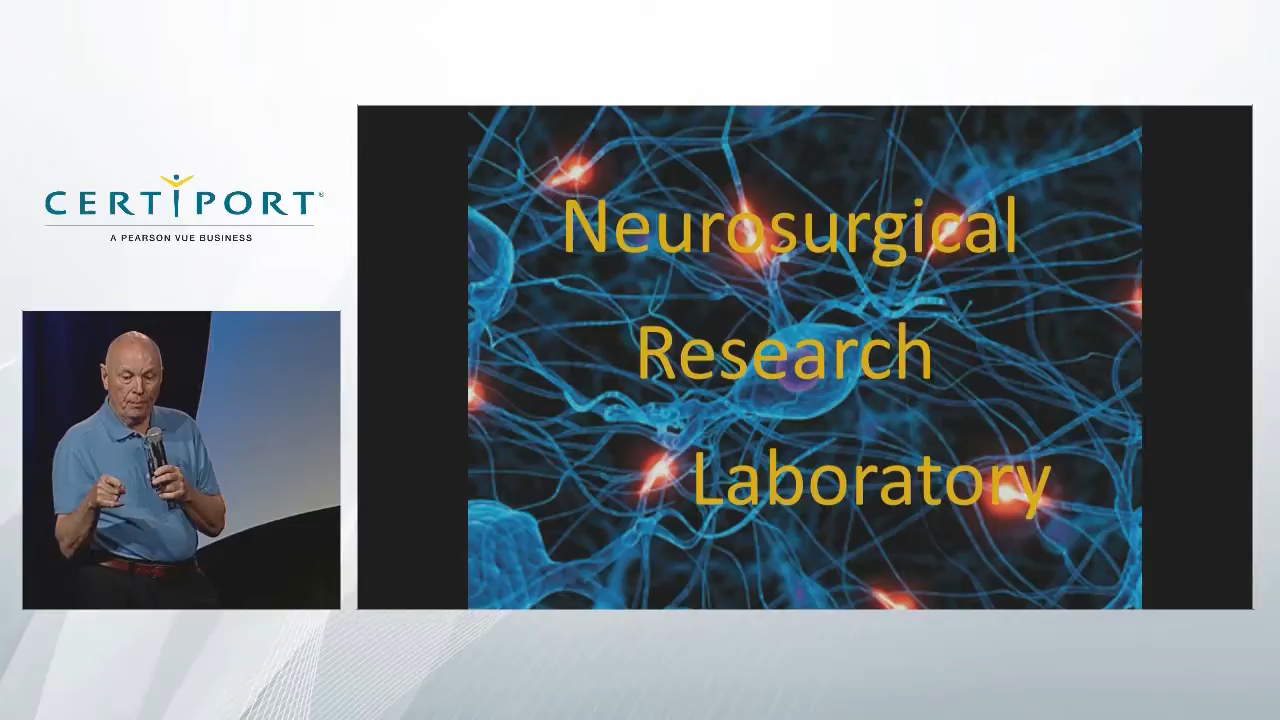 CERTIPORT®
A PEARSON VUE BUSINESS
Neurosurgical
Research
Laboratory